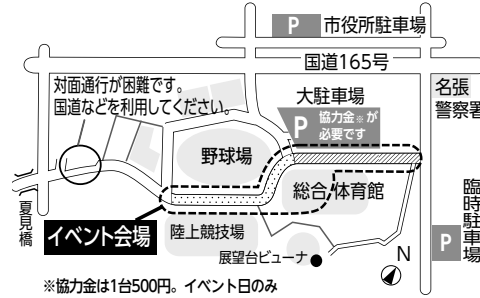 P 市役所駐車場
国道165号
対面通行が困難です。
国道などを利用してください。
大駐車場
名張
警察署
P 協力金※が
必要です
野球場
総合体育館
夏見橋
イベント会場
陸上競技場
臨時駐車場
P
展望台ビューナ
N
※協力金は1台500円。イベント日のみ